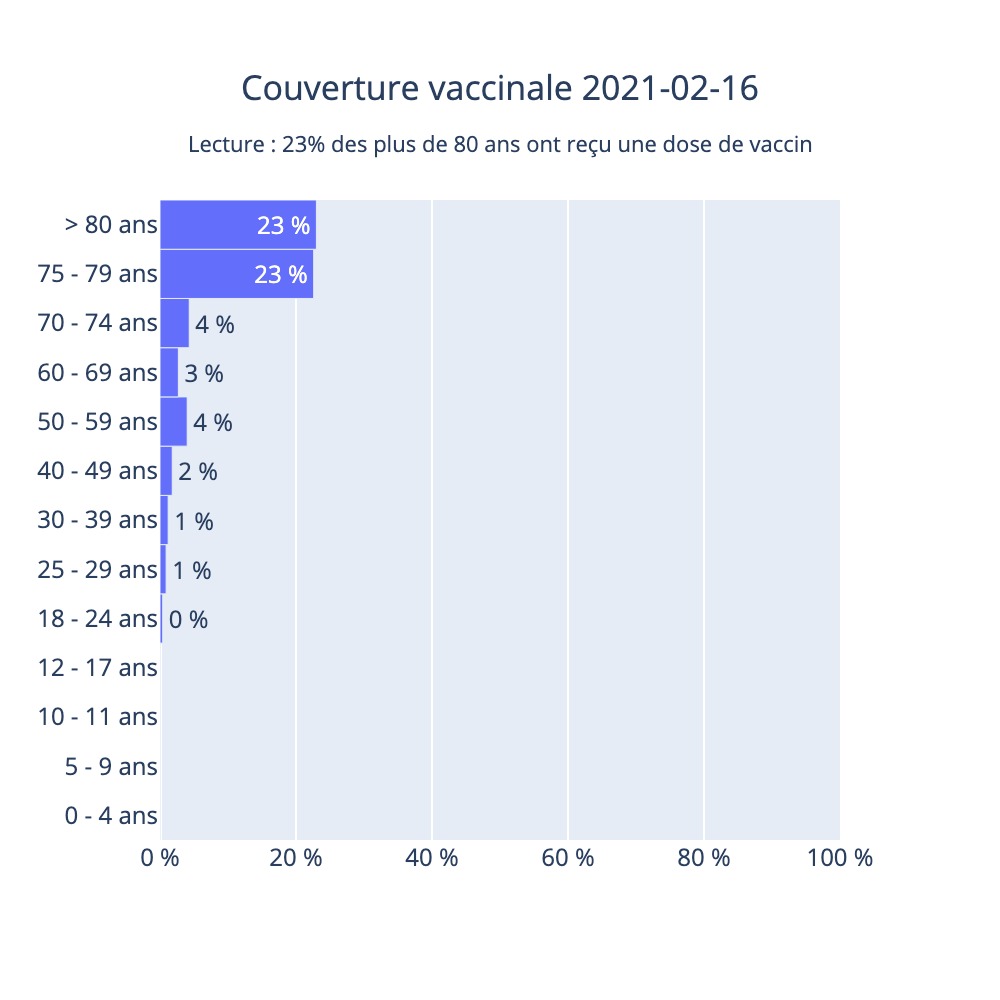 Couverture vaccinale 2021-02-16
Lecture : 23% des plus de 80 ans ont reçu une dose de vaccin
> 80 ans 23 %
75 - 79 ans 23 %
70 - 74 ans 4 %
60 - 69 ans 3 %
50 - 59 ans 4 %
40 - 49 ans 2 %
30 - 39 ans 1 %
25 - 29 ans 1 %
18 - 24 ans 0 %
12 - 17 ans
10 - 11 ans
5 - 9 ans
0 - 4 ans
0 % 20 % 40 % 60 % 80 % 100 %